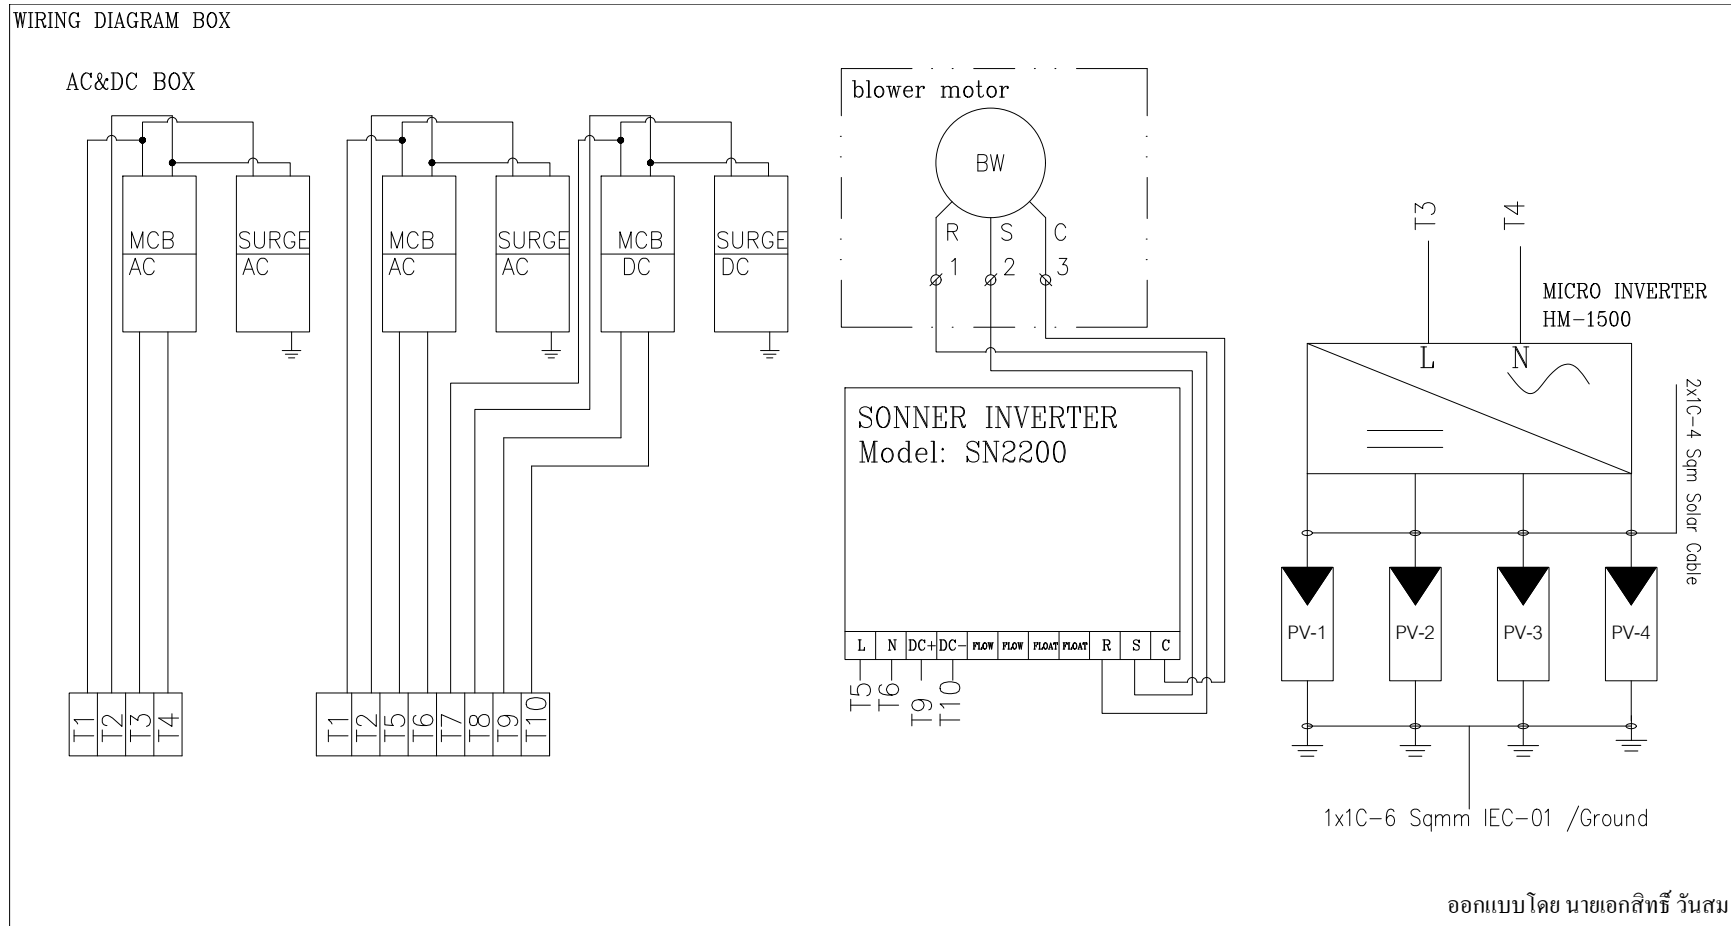 WIRING DIAGRAM BOX
AC&DC BOX
MCB
AC
SURGE
AC
MCB
AC
SURGE
AC
MCB
DC
SURGE
DC
T1 T2 T3 T4
T1 T2 T5 T6 T7 T8 T9 T10
blower motor
BW
R S C
1 2 3
SONNER INVERTER
Model: SN2200
L N DC+ DC- FLOW FLOW FLOAT FLOAT R S C
T5 T6 T9 T10
T3 T4
MICRO INVERTER
HM-1500
L N
2x1C-4 Sqm Solar Cable
PV-1 PV-2 PV-3 PV-4
1x1C-6 Sqmm IEC-01 /Ground
ออกแบบโดย นายเอกสิทธิ์ วันสม